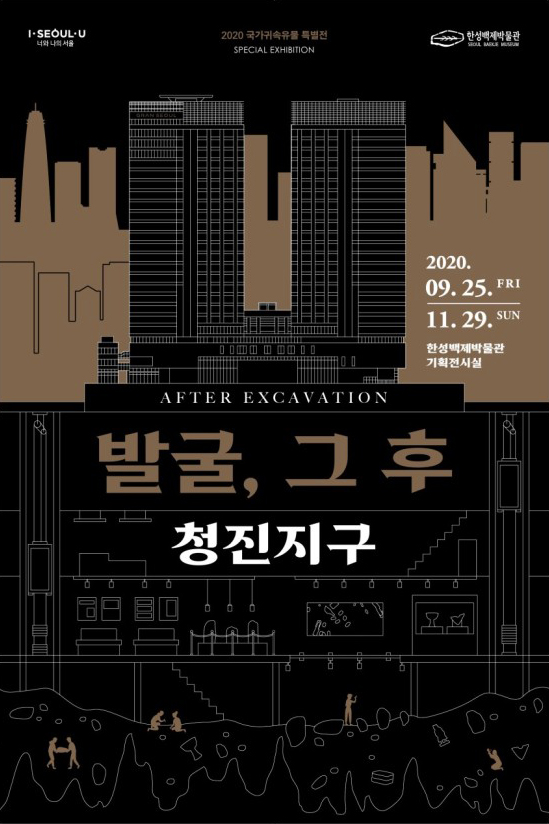 I·SEOUL·U
너와 나의 서울
2020 국가귀속유물 특별전
SPECIAL EXHIBITION
한성백제박물관
SEOUL BAEKJE MUSEUM
GRAN SEOUL
2020.
09. 25. FRI
11. 29. SUN
한성백제박물관
기획전시실
AFTER EXCAVATION
발굴, 그 후
청진지구